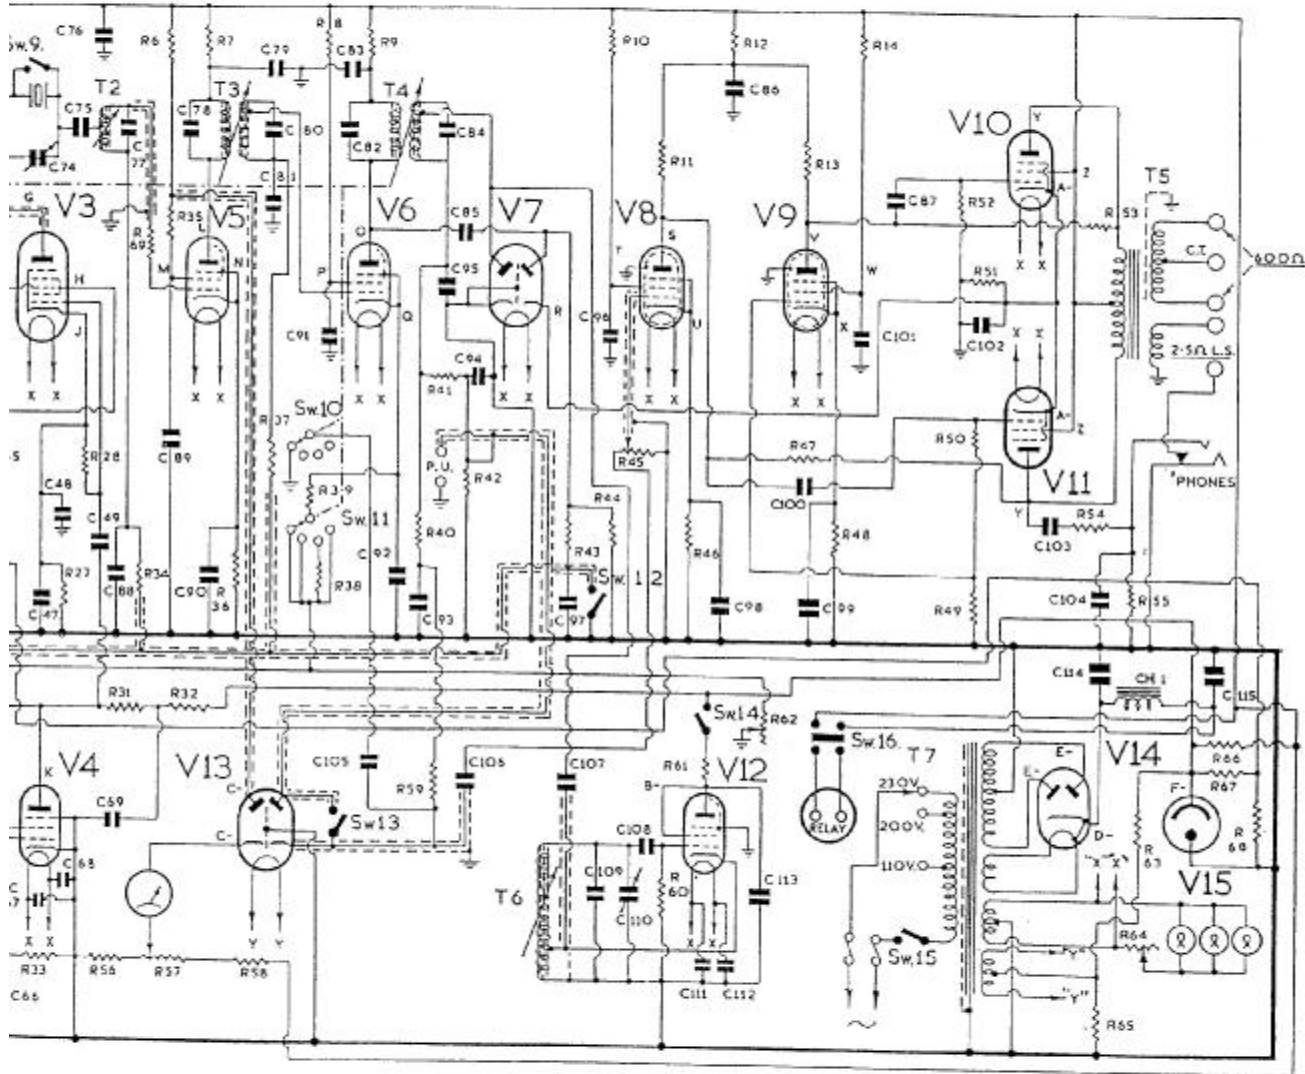 C76
R6
R7
C79
R8
C83
R9
R10
R12
R14
Sw.9.
T2
T3
T4
C75
C78
C80
C82
C84
C86
C74
C77
C81
R11
R13
V10
Y
V3
V5
V6
V7
V8
V9
G
R35
L
R69
C85
C87
R52
A-
Z
T5
R53
C.T.
600Ω
H
M
N
O
P
C95
S
T
V
W
R51
X
X
J
Q
R
U
X
C91
C96
C101
C102
X
X
2-5Ω L.S.
C94
R41
X X
X X
X X
X X
X X
X X
R37
Sw.10
A-
Z
R28
C89
P.U.
R45
R47
R50
V11
C48
R39
R42
C100
"PHONES
C49
Sw.11
R44
Y
R54
R40
C103
R27
C88
R34
C90
R36
R38
C92
R43
Sw.12
R46
R48
C47
C93
C97
C98
C99
R49
C104
R55
C114
CH 1
C115
R31
R32
Sw.14
R62
Sw.16.
T7
V4
V13
C105
R59
C106
C107
R61
V12
V14
R66
K
C-
230V.
E-
E-
R67
C69
B-
F-
C-
Sw13
C108
RELAY
200V.
D-
R63
R68
C68
R60
C113
110V.
"X" "X"
V15
T6
C109
C110
X X
Y Y
X X
R64
R33
R56
R57
R58
Sw.15
"Y"
C66
C111
C112
"Y"
R65